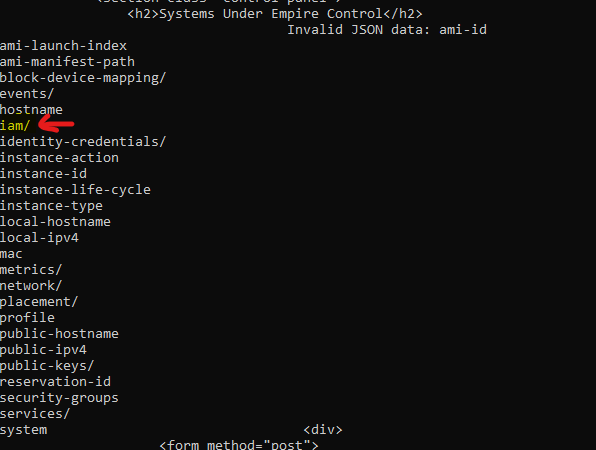 <section class="control-panel">
<h2>Systems Under Empire Control</h2>
Invalid JSON data: ami-id
ami-launch-index
ami-manifest-path
block-device-mapping/
events/
hostname
iam/
identity-credentials/
instance-action
instance-id
instance-life-cycle
instance-type
local-hostname
local-ipv4
mac
metrics/
network/
placement/
profile
public-hostname
public-ipv4
public-keys/
reservation-id
security-groups
services/
system <div>
<form method="post">